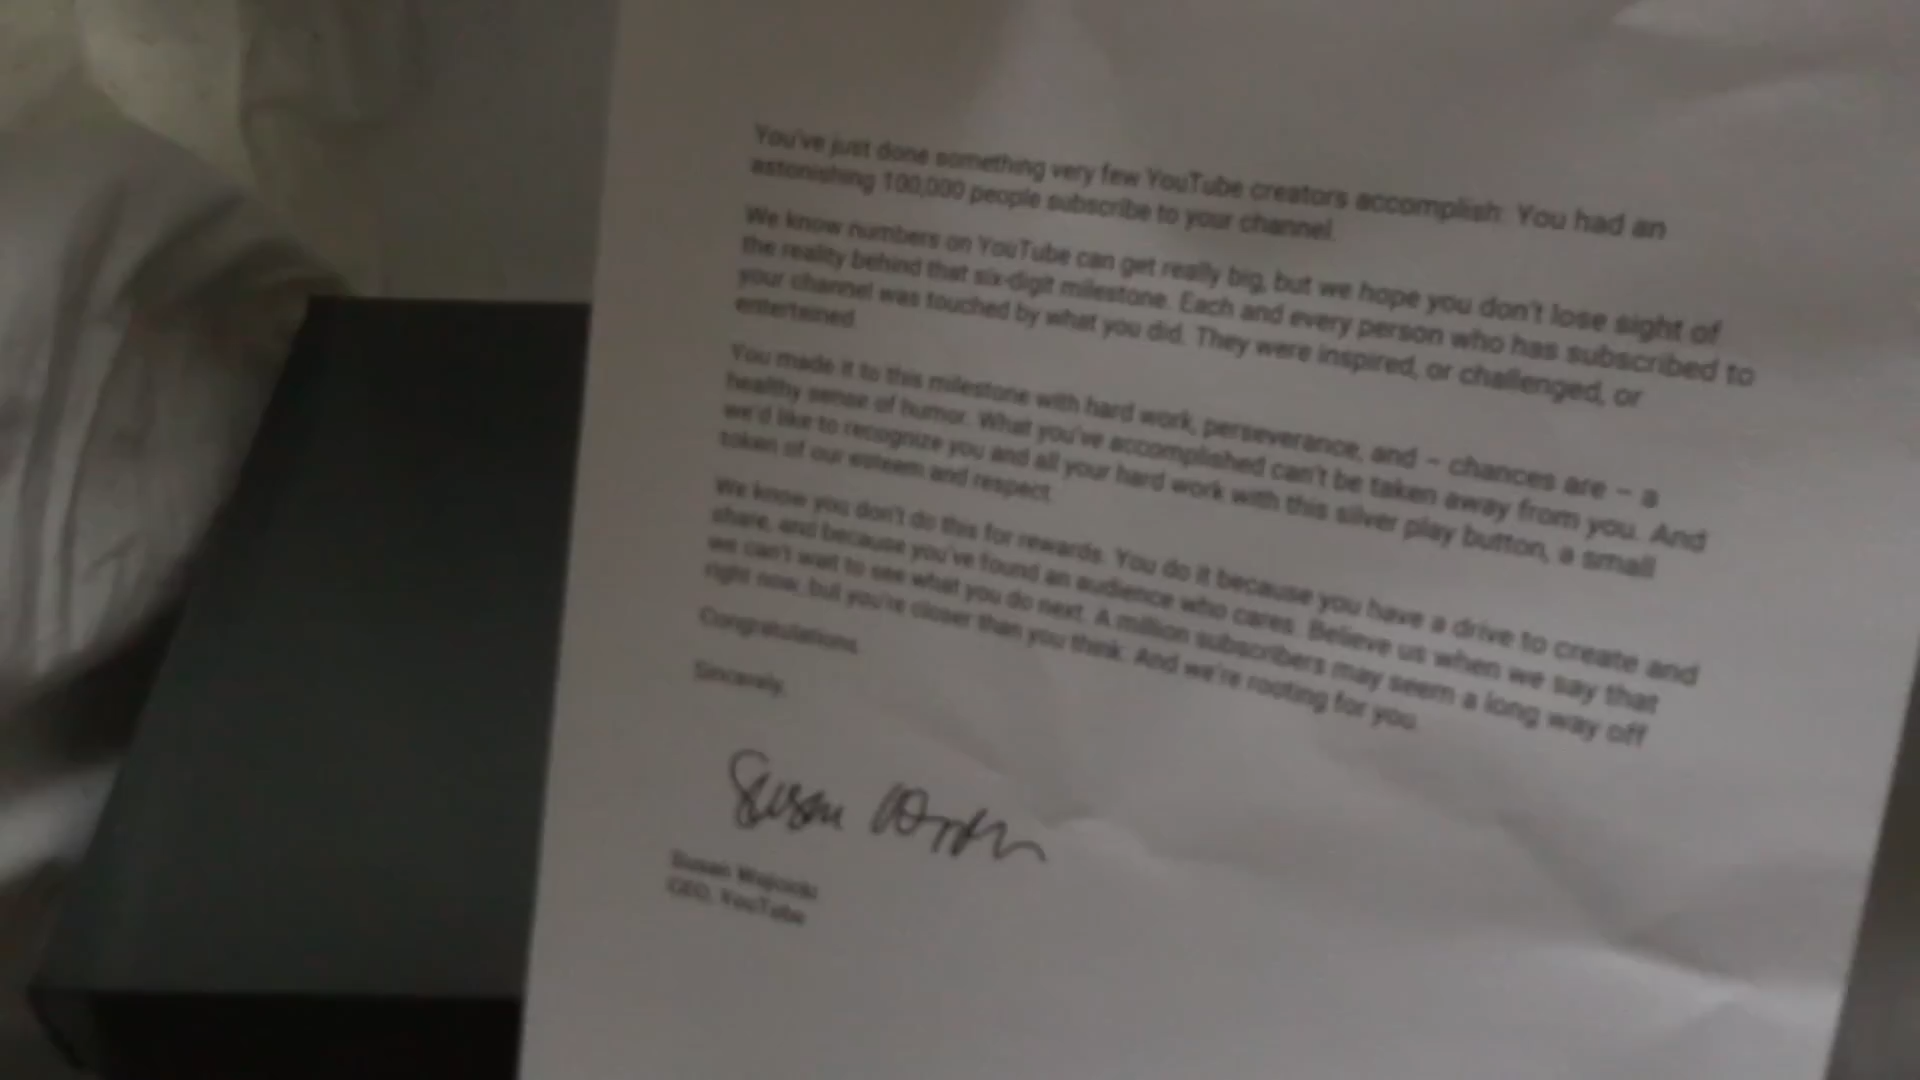 You've just done something very few YouTube creators accomplish: You had an
astonishing 100,000 people subscribe to your channel.
We know numbers on YouTube can get really big, but we hope you don't lose sight of
the reality behind that six-digit milestone. Each and every person who has subscribed to
your channel was touched by what you did. They were inspired, or challenged, or
entertained.
You made it to this milestone with hard work, perseverance, and – chances are – a
healthy sense of humor. What you've accomplished can't be taken away from you. And
we'd like to recognize you and all your hard work with this silver play button, a small
token of our esteem and respect.
We know you don't do this for rewards. You do it because you have a drive to create and
share, and because you've found an audience who cares. Believe us when we say that
we can't wait to see what you do next. A million subscribers may seem a long way off
right now, but you're closer than you think. And we're rooting for you.
Congratulations,
Sincerely,
Susan Wojcicki
Susan Wojcicki
CEO, YouTube